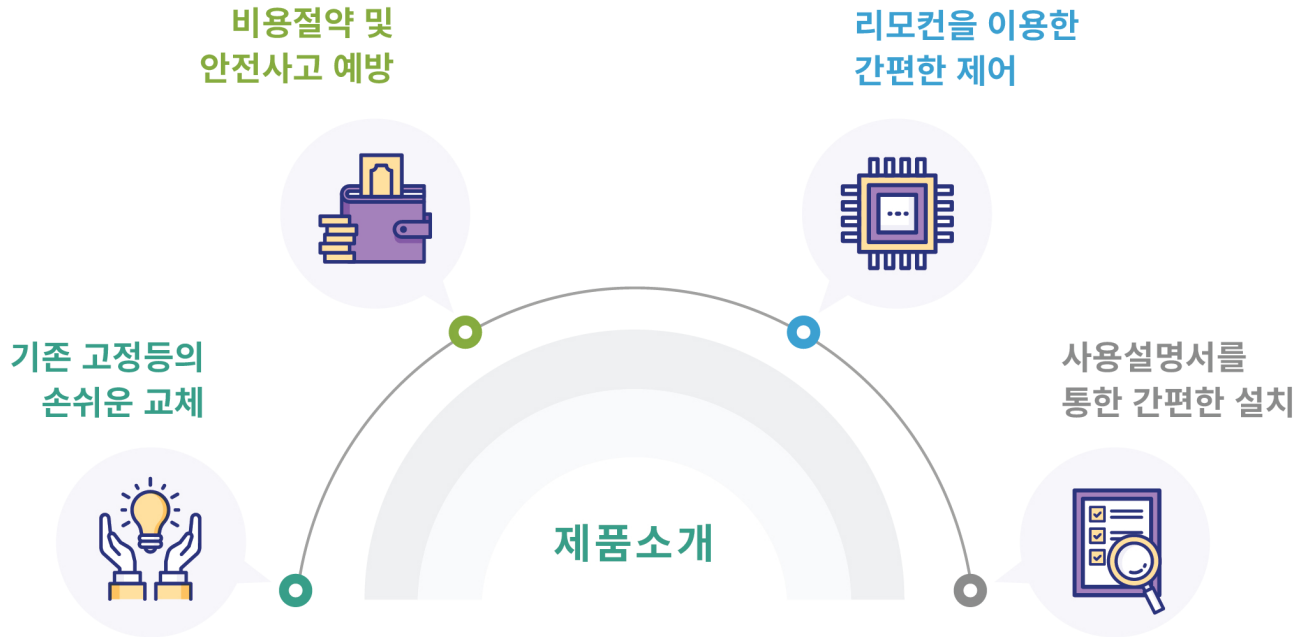 비용절약 및
안전사고 예방
리모컨을 이용한
간편한 제어
기존 고정등의
손쉬운 교체
사용설명서를
통한 간편한 설치
제품소개